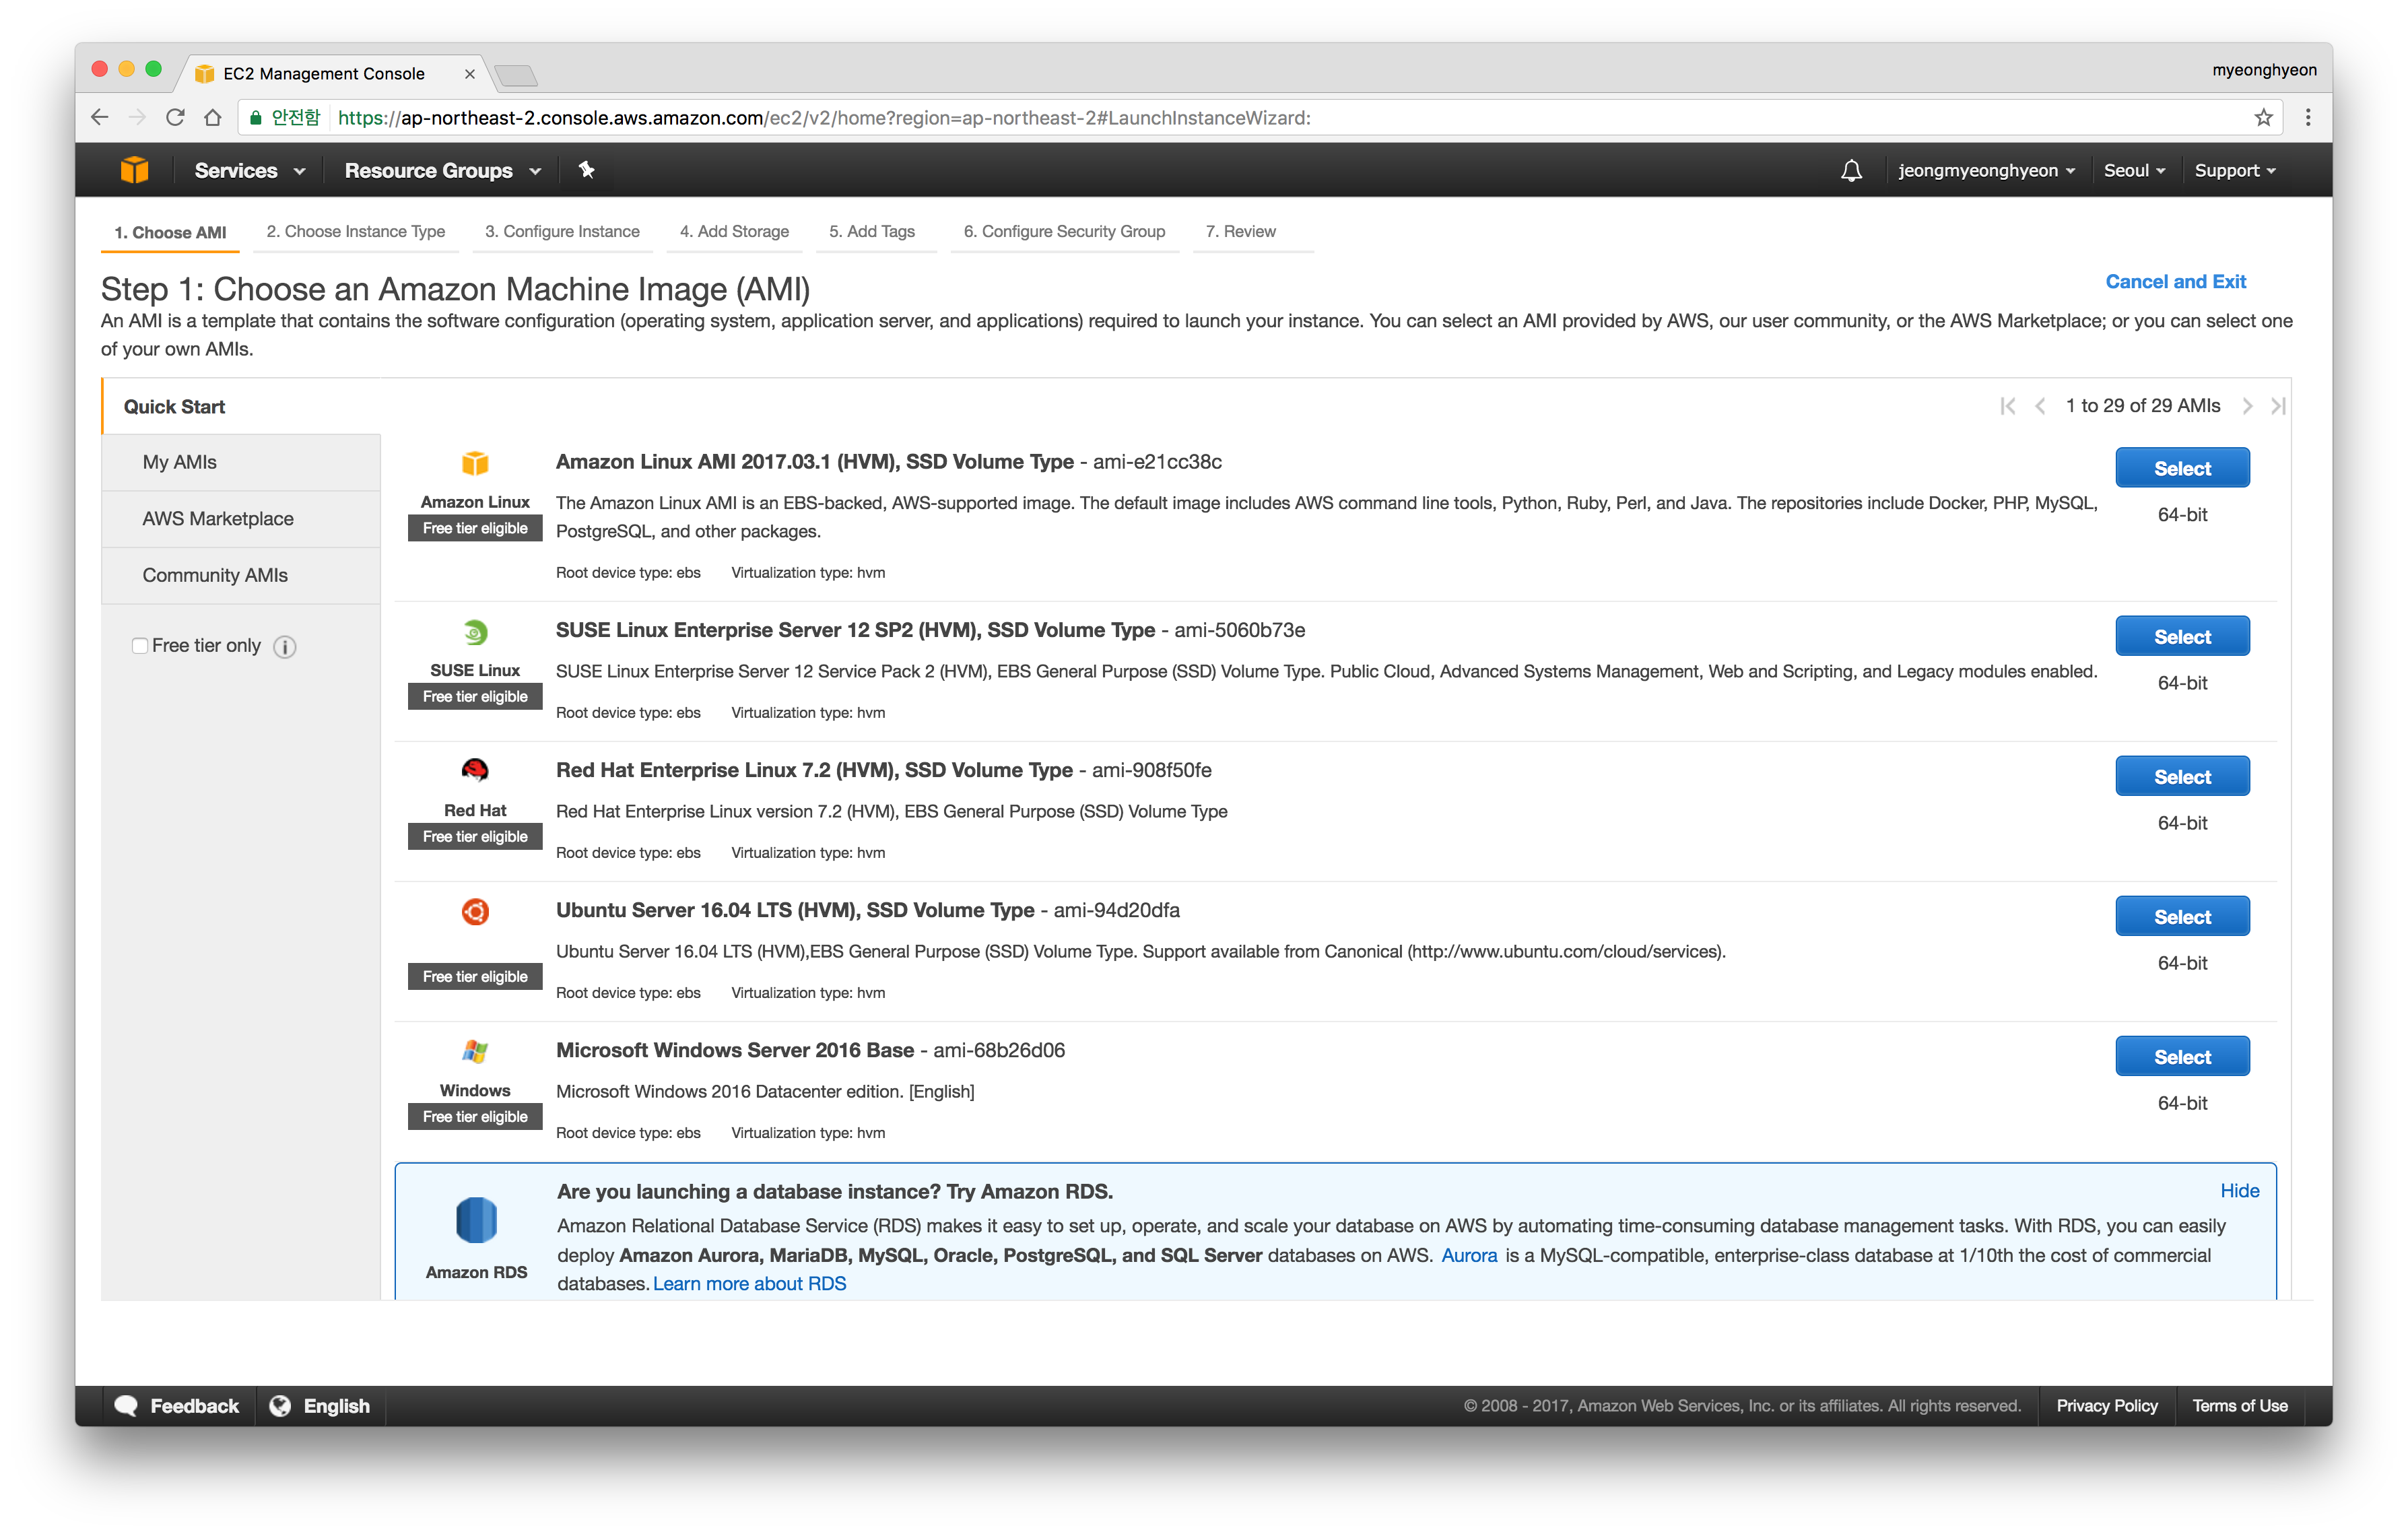 EC2 Management Console
myeonghyeon
안전함 https://ap-northeast-2.console.aws.amazon.com/ec2/v2/home?region=ap-northeast-2#LaunchInstanceWizard:
Services Resource Groups jeongmyeonghyeon Seoul Support
1. Choose AMI 2. Choose Instance Type 3. Configure Instance 4. Add Storage 5. Add Tags 6. Configure Security Group 7. Review
Step 1: Choose an Amazon Machine Image (AMI)
Cancel and Exit
An AMI is a template that contains the software configuration (operating system, application server, and applications) required to launch your instance. You can select an AMI provided by AWS, our user community, or the AWS Marketplace; or you can select one
of your own AMIs.
Quick Start
1 to 29 of 29 AMIs
My AMIs
AWS Marketplace
Community AMIs
Free tier only
Amazon Linux
Free tier eligible
Amazon Linux AMI 2017.03.1 (HVM), SSD Volume Type - ami-e21cc38c
The Amazon Linux AMI is an EBS-backed, AWS-supported image. The default image includes AWS command line tools, Python, Ruby, Perl, and Java. The repositories include Docker, PHP, MySQL,
PostgreSQL, and other packages.
Root device type: ebs Virtualization type: hvm
Select
64-bit
SUSE Linux
Free tier eligible
SUSE Linux Enterprise Server 12 SP2 (HVM), SSD Volume Type - ami-5060b73e
SUSE Linux Enterprise Server 12 Service Pack 2 (HVM), EBS General Purpose (SSD) Volume Type. Public Cloud, Advanced Systems Management, Web and Scripting, and Legacy modules enabled.
Root device type: ebs Virtualization type: hvm
Select
64-bit
Red Hat
Free tier eligible
Red Hat Enterprise Linux 7.2 (HVM), SSD Volume Type - ami-908f50fe
Red Hat Enterprise Linux version 7.2 (HVM), EBS General Purpose (SSD) Volume Type
Root device type: ebs Virtualization type: hvm
Select
64-bit
Free tier eligible
Ubuntu Server 16.04 LTS (HVM), SSD Volume Type - ami-94d20dfa
Ubuntu Server 16.04 LTS (HVM),EBS General Purpose (SSD) Volume Type. Support available from Canonical (http://www.ubuntu.com/cloud/services).
Root device type: ebs Virtualization type: hvm
Select
64-bit
Windows
Free tier eligible
Microsoft Windows Server 2016 Base - ami-68b26d06
Microsoft Windows 2016 Datacenter edition. [English]
Root device type: ebs Virtualization type: hvm
Select
64-bit
Amazon RDS
Are you launching a database instance? Try Amazon RDS.
Hide
Amazon Relational Database Service (RDS) makes it easy to set up, operate, and scale your database on AWS by automating time-consuming database management tasks. With RDS, you can easily
deploy Amazon Aurora, MariaDB, MySQL, Oracle, PostgreSQL, and SQL Server databases on AWS. Aurora is a MySQL-compatible, enterprise-class database at 1/10th the cost of commercial
databases. Learn more about RDS
Feedback English © 2008 - 2017, Amazon Web Services, Inc. or its affiliates. All rights reserved. Privacy Policy Terms of Use